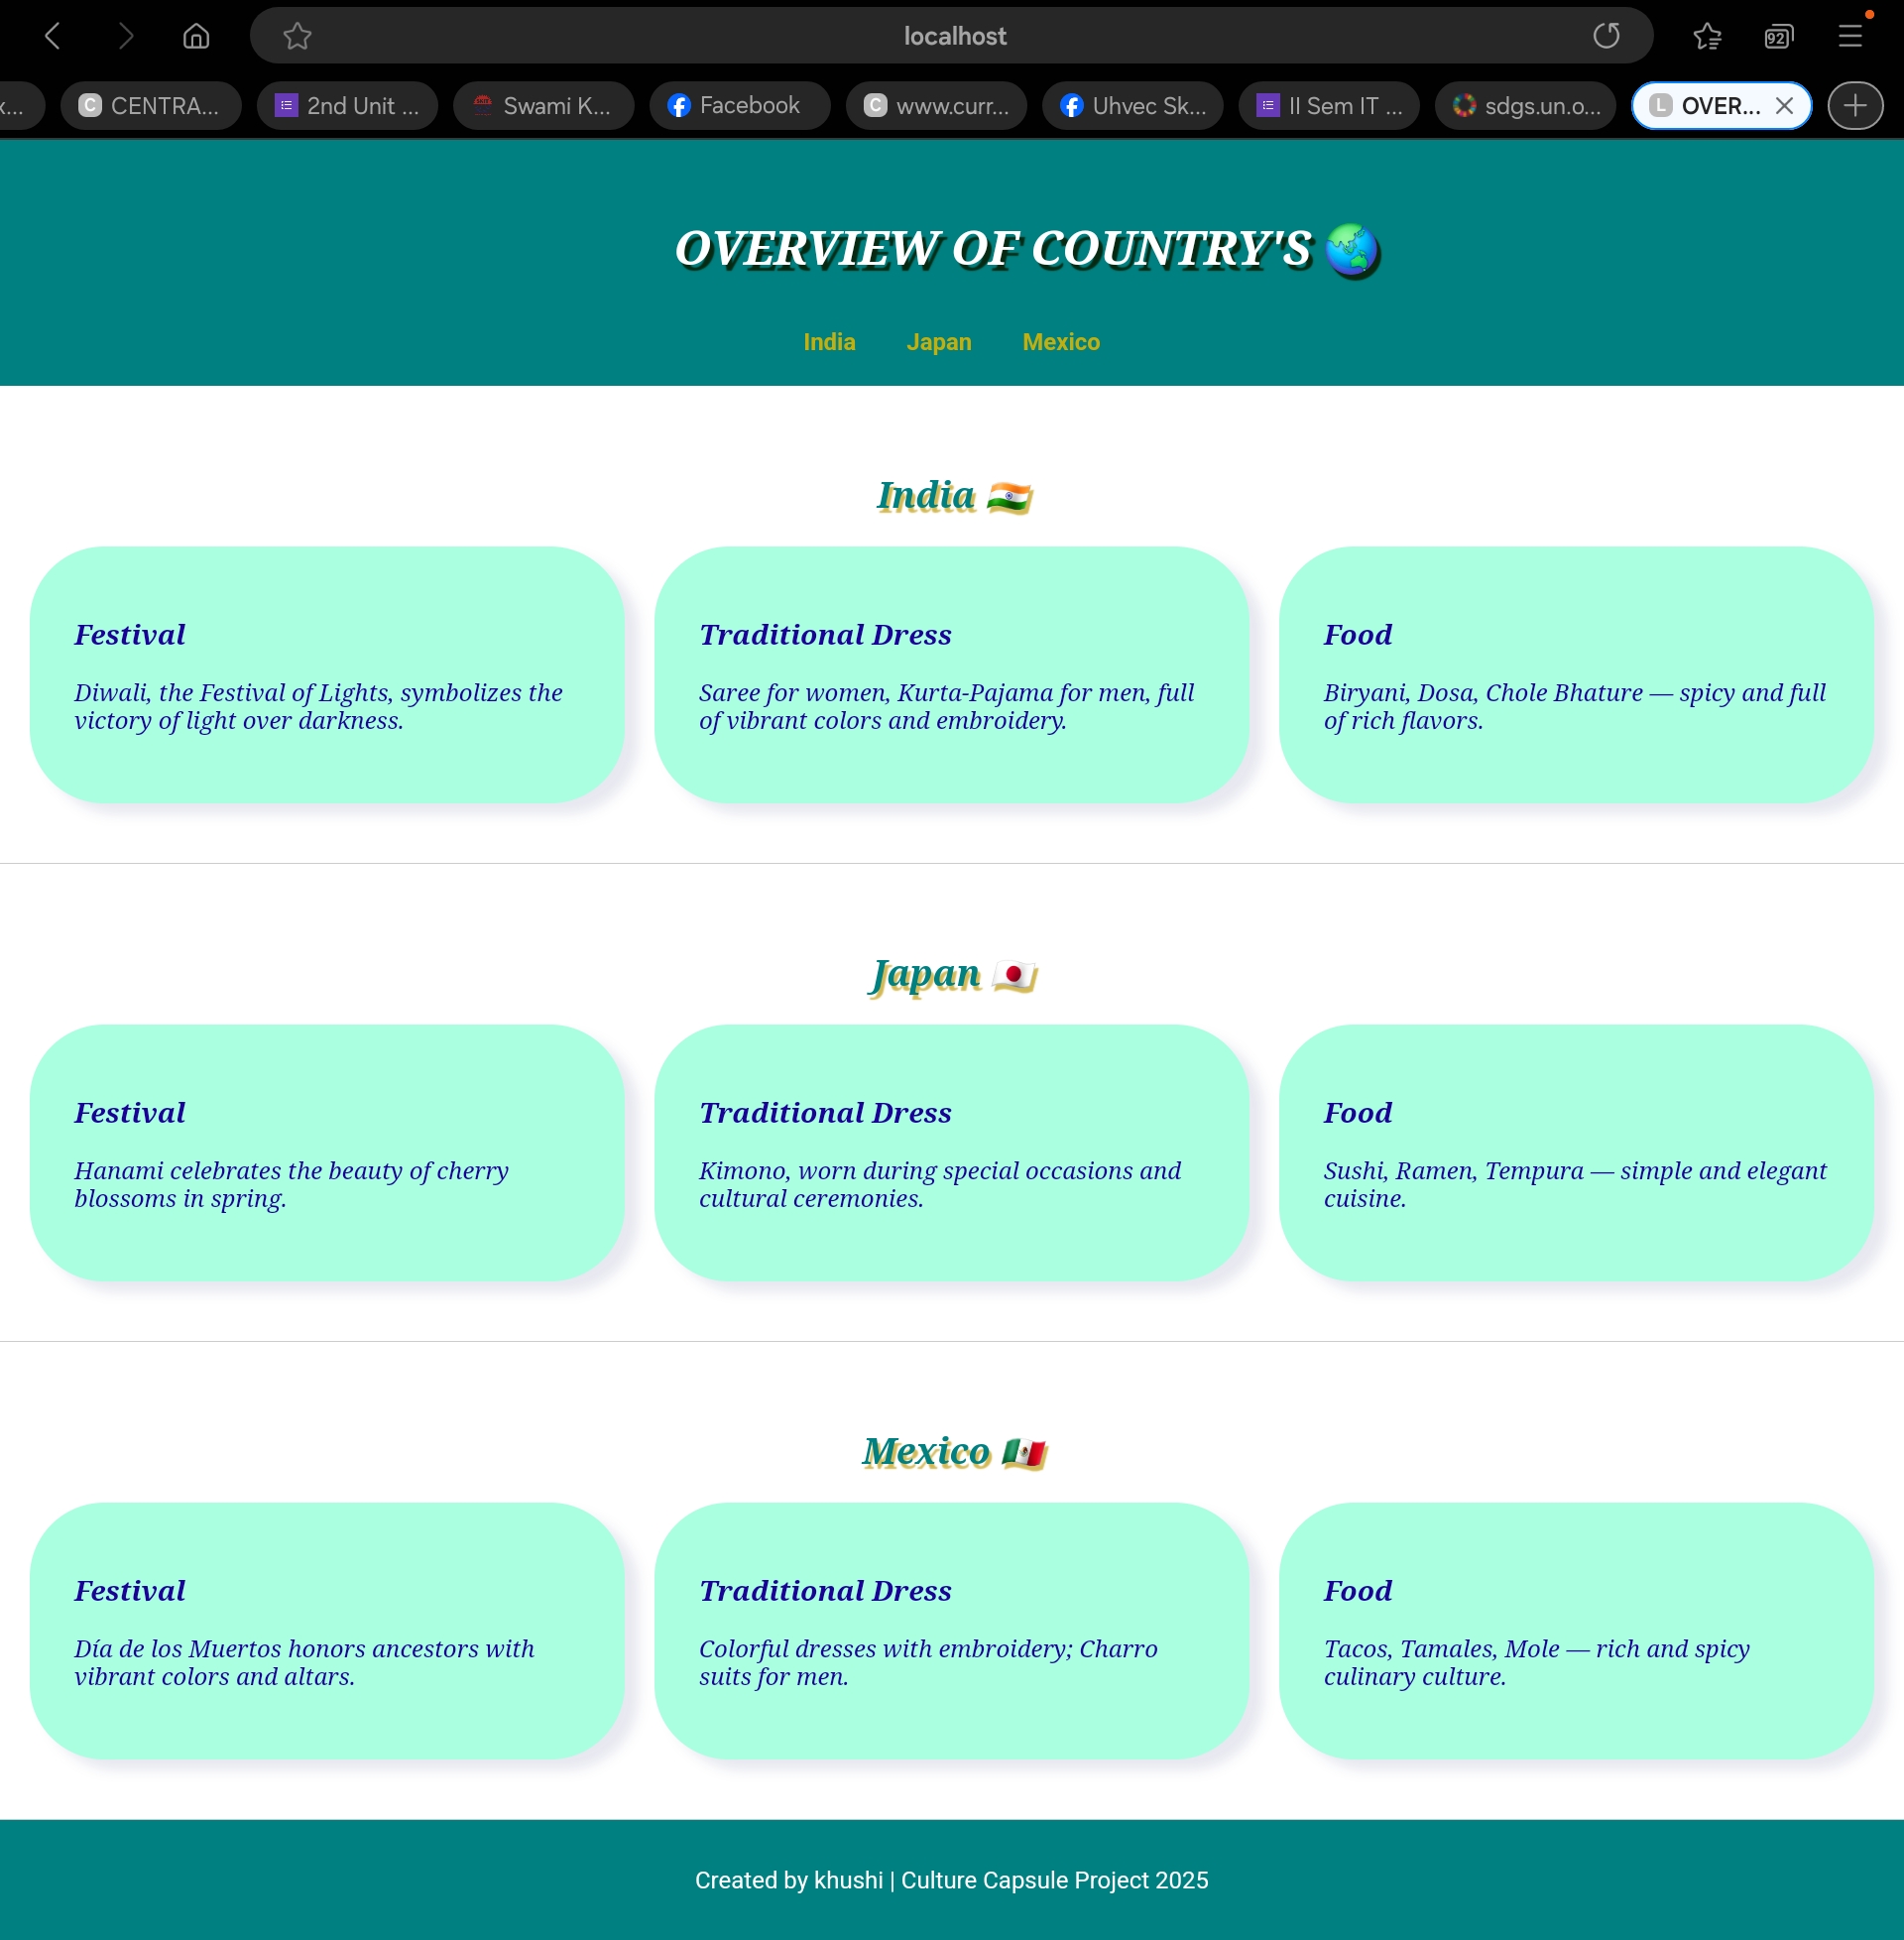 localhost
92
x...
C CENTRA...
2nd Unit ...
Swami K...
Facebook
C www.curr...
Uhvec Sk...
II Sem IT ...
sdgs.un.o...
L OVER...
OVERVIEW OF COUNTRY'S 🌏
India Japan Mexico
India 🇮🇳
Festival
Diwali, the Festival of Lights, symbolizes the
victory of light over darkness.
Traditional Dress
Saree for women, Kurta-Pajama for men, full
of vibrant colors and embroidery.
Food
Biryani, Dosa, Chole Bhature — spicy and full
of rich flavors.
Japan 🇯🇵
Festival
Hanami celebrates the beauty of cherry
blossoms in spring.
Traditional Dress
Kimono, worn during special occasions and
cultural ceremonies.
Food
Sushi, Ramen, Tempura — simple and elegant
cuisine.
Mexico 🇲🇽
Festival
Día de los Muertos honors ancestors with
vibrant colors and altars.
Traditional Dress
Colorful dresses with embroidery; Charro
suits for men.
Food
Tacos, Tamales, Mole — rich and spicy
culinary culture.
Created by khushi | Culture Capsule Project 2025